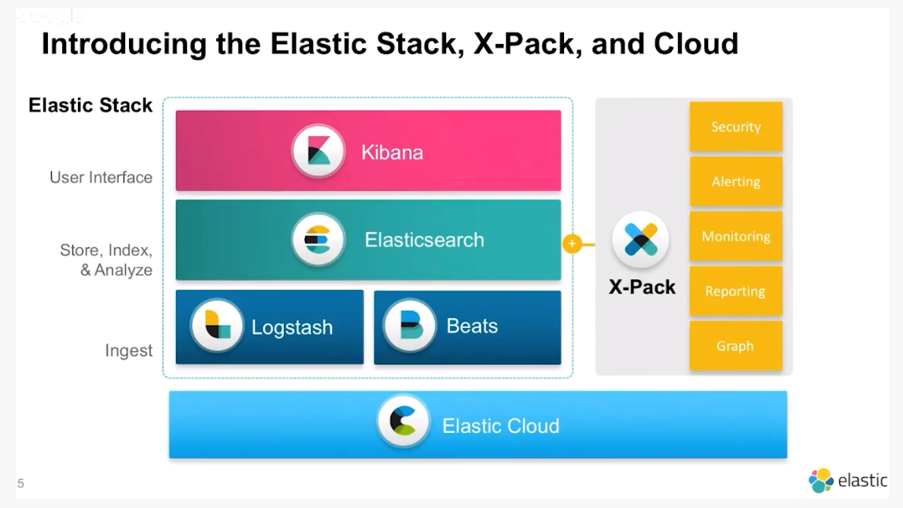 Introducing the Elastic Stack, X-Pack, and Cloud
Elastic Stack
User Interface
Kibana
Store, Index,
& Analyze
Elasticsearch
Ingest
Logstash
Beats
+
X-Pack
Security
Alerting
Monitoring
Reporting
Graph
Elastic Cloud
5
elastic